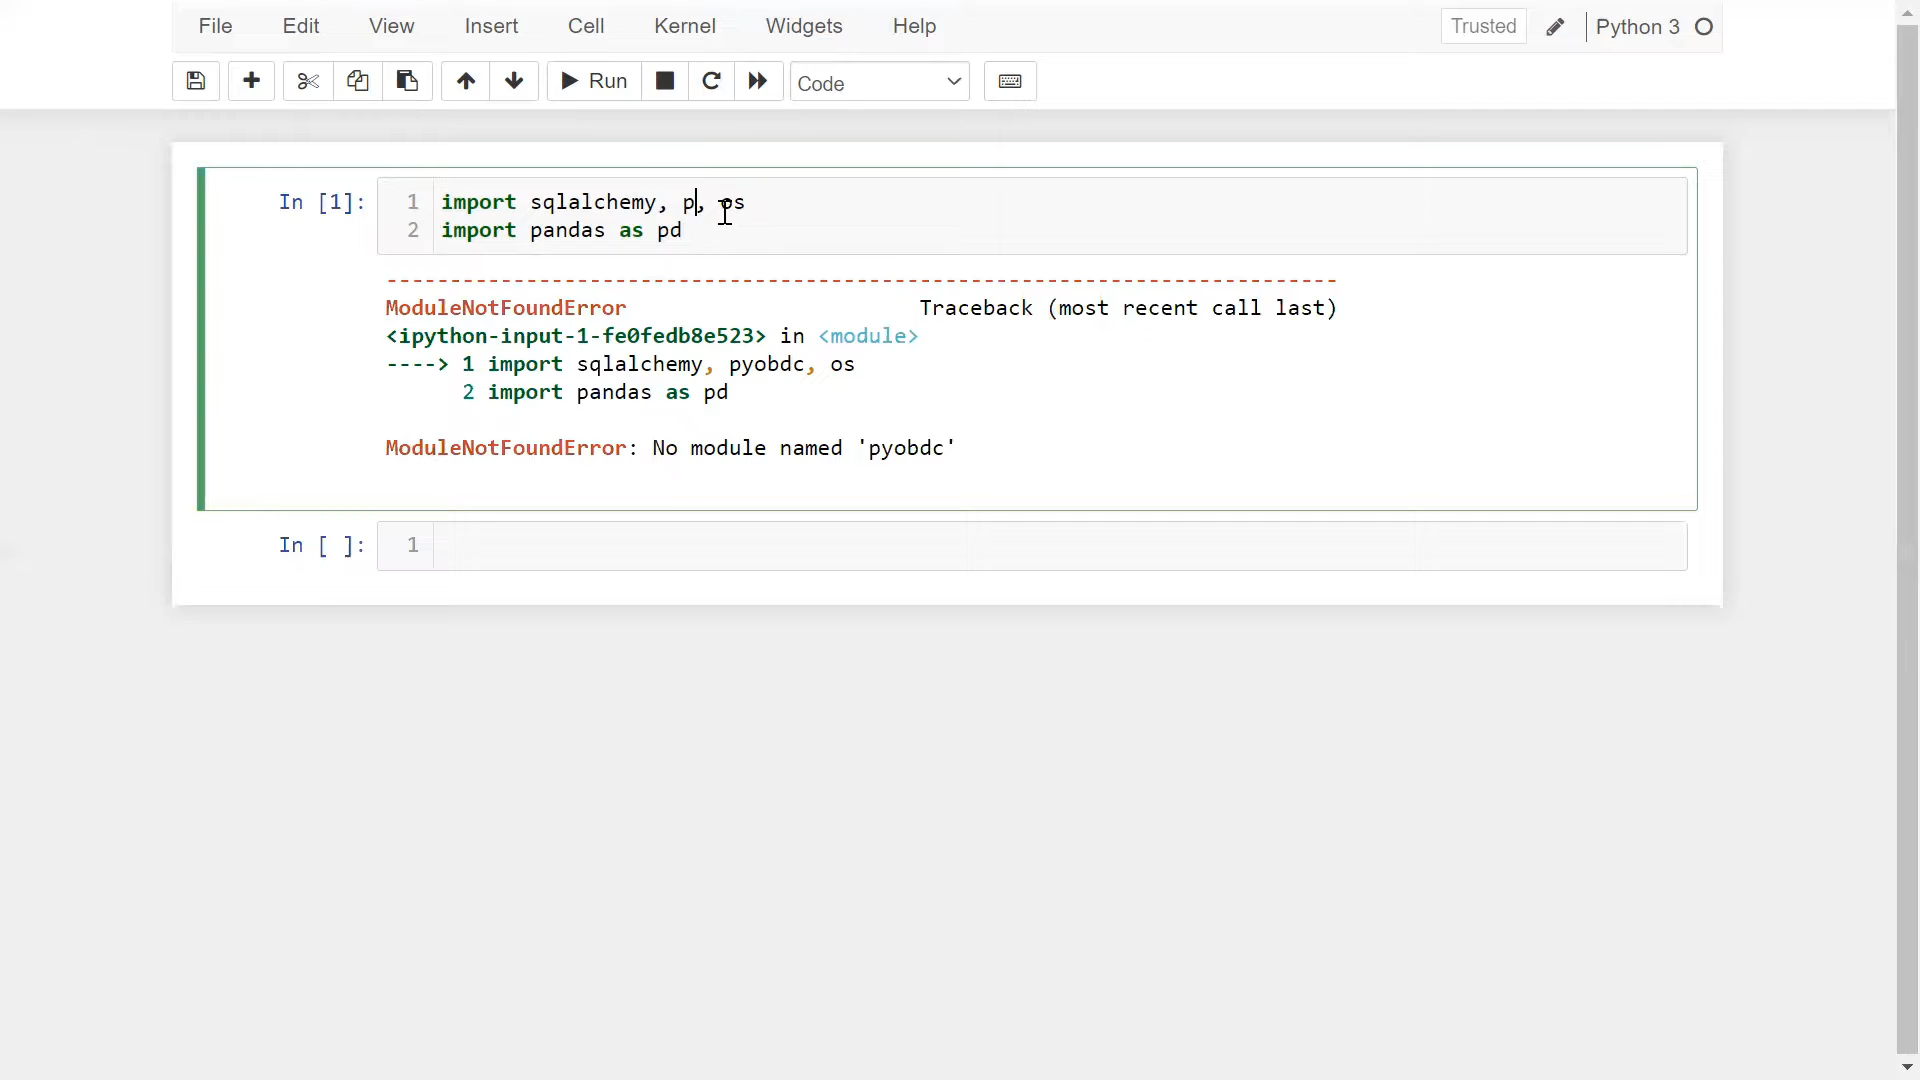 File Edit View Insert Cell Kernel Widgets Help Trusted Python 3
Run Code
In [1]: 1 import sqlalchemy, p, os
2 import pandas as pd
---------------------------------------------------------------------------
ModuleNotFoundError Traceback (most recent call last)
<ipython-input-1-fe0fedb8e523> in <module>
----> 1 import sqlalchemy, pyobdc, os
2 import pandas as pd
ModuleNotFoundError: No module named 'pyobdc'
In [ ]: 1